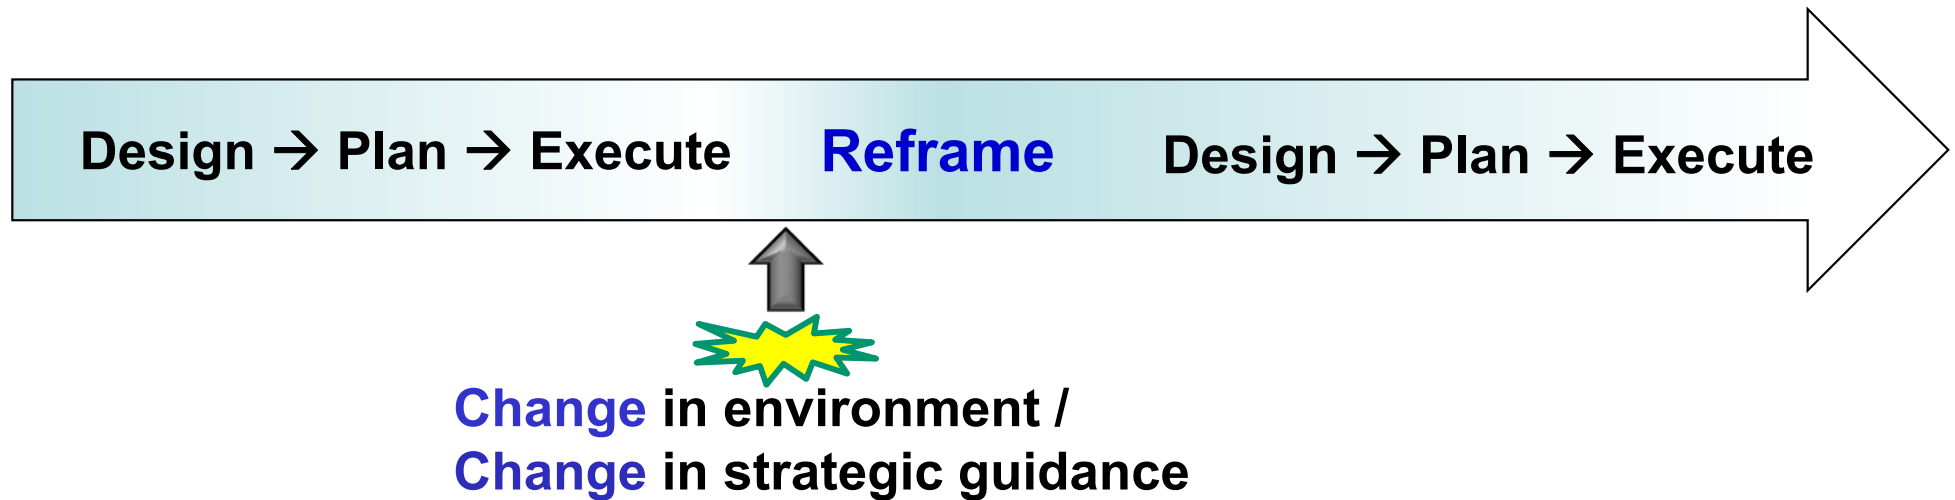 Design → Plan → Execute Reframe Design → Plan → Execute
Change in environment /
Change in strategic guidance